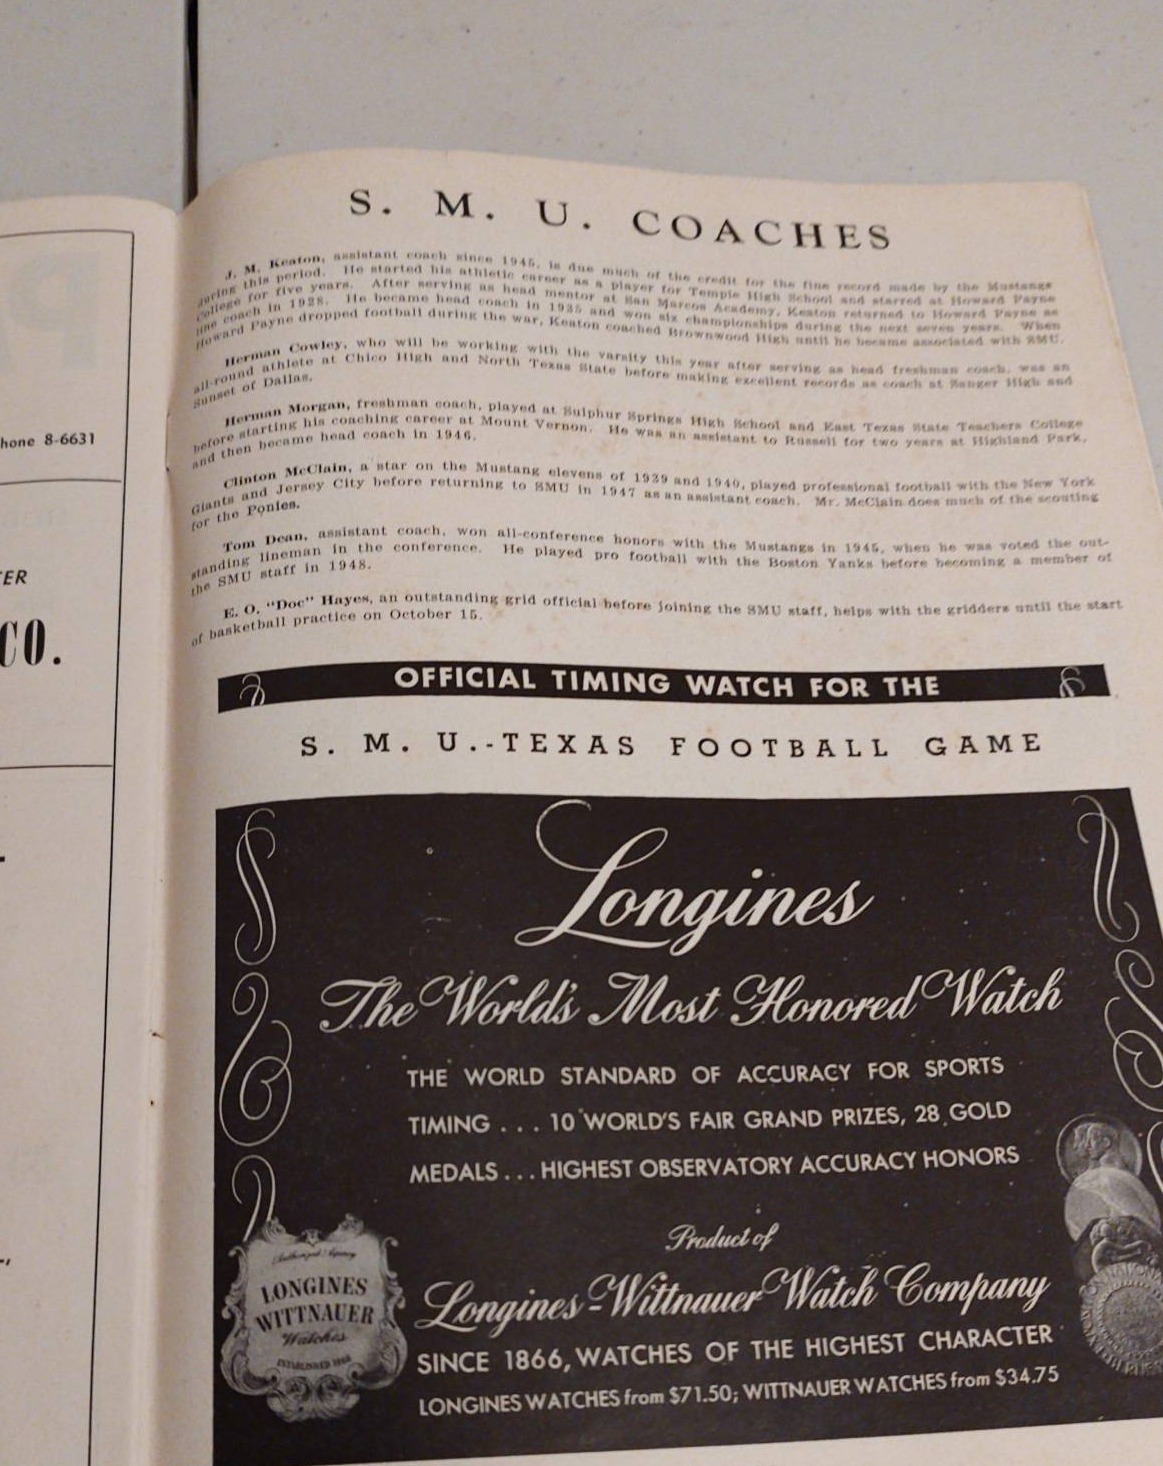 S. M. U. COACHES
J. M. Keaton, assistant coach since 1945, is due much of the credit for the fine record made by the Mustangs
during this period. He started his athletic career as a player for Temple High School and starred at Howard Payne
College for five years. After serving as head mentor at San Marcos Academy, Keaton returned to Howard Payne as
line coach in 1928. He became head coach in 1935 and won six championships during the next seven years. When
Howard Payne dropped football during the war, Keaton coached Brownwood High until he became associated with SMU.
Herman Cowley, who will be working with the varsity this year after serving as head freshman coach, was an
all-round athlete at Chico High and North Texas State before making excellent records as coach at Sanger High and
Sunset of Dallas.
Herman Morgan, freshman coach, played at Sulphur Springs High School and East Texas State Teachers College
before starting his coaching career at Mount Vernon. He was an assistant to Russell for two years at Highland Park,
and then became head coach in 1946.
Clinton McClain, a star on the Mustang elevens of 1939 and 1940, played professional football with the New York
Giants and Jersey City before returning to SMU in 1947 as an assistant coach. Mr. McClain does much of the scouting
for the Ponies.
Tom Dean, assistant coach, won all-conference honors with the Mustangs in 1945, when he was voted the out-
standing lineman in the conference. He played pro football with the Boston Yanks before becoming a member of
the SMU staff in 1948.
E. O. "Doc" Hayes, an outstanding grid official before joining the SMU staff, helps with the gridders until the start
of basketball practice on October 15.
hone 8-6631
ER
CO.
OFFICIAL TIMING WATCH FOR THE
S. M. U.-TEXAS FOOTBALL GAME
Longines
The World's Most Honored Watch
THE WORLD STANDARD OF ACCURACY FOR SPORTS
TIMING . . . 10 WORLD'S FAIR GRAND PRIZES, 28 GOLD
MEDALS . . . HIGHEST OBSERVATORY ACCURACY HONORS
Product of
Longines-Wittnauer Watch Company
SINCE 1866, WATCHES OF THE HIGHEST CHARACTER
LONGINES WATCHES from $71.50; WITTNAUER WATCHES from $34.75
Authorized Agency
LONGINES
WITTNAUER
Watches
ESTABLISHED 1866